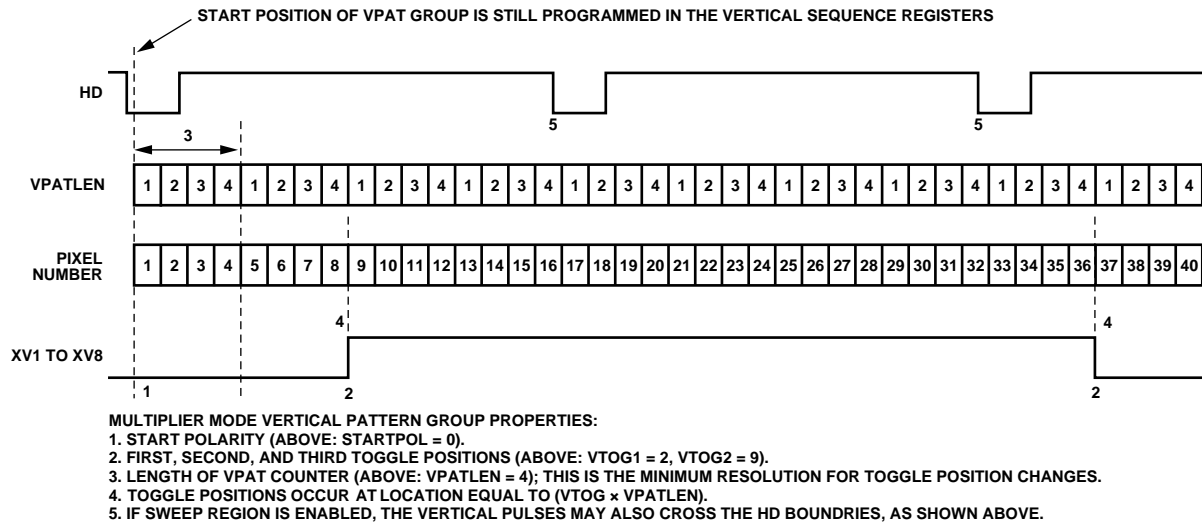 START POSITION OF VPAT GROUP IS STILL PROGRAMMED IN THE VERTICAL SEQUENCE REGISTERS
HD
5
5
3
VPATLEN
1 2 3 4 1 2 3 4 1 2 3 4 1 2 3 4 1 2 3 4 1 2 3 4 1 2 3 4 1 2 3 4 1 2 3 4 1 2 3 4
PIXEL
NUMBER
1 2 3 4 5 6 7 8 9 10 11 12 13 14 15 16 17 18 19 20 21 22 23 24 25 26 27 28 29 30 31 32 33 34 35 36 37 38 39 40
4
4
XV1 TO XV8
1
2
2
MULTIPLIER MODE VERTICAL PATTERN GROUP PROPERTIES:
1. START POLARITY (ABOVE: STARTPOL = 0).
2. FIRST, SECOND, AND THIRD TOGGLE POSITIONS (ABOVE: VTOG1 = 2, VTOG2 = 9).
3. LENGTH OF VPAT COUNTER (ABOVE: VPATLEN = 4); THIS IS THE MINIMUM RESOLUTION FOR TOGGLE POSITION CHANGES.
4. TOGGLE POSITIONS OCCUR AT LOCATION EQUAL TO (VTOG × VPATLEN).
5. IF SWEEP REGION IS ENABLED, THE VERTICAL PULSES MAY ALSO CROSS THE HD BOUNDRIES, AS SHOWN ABOVE.